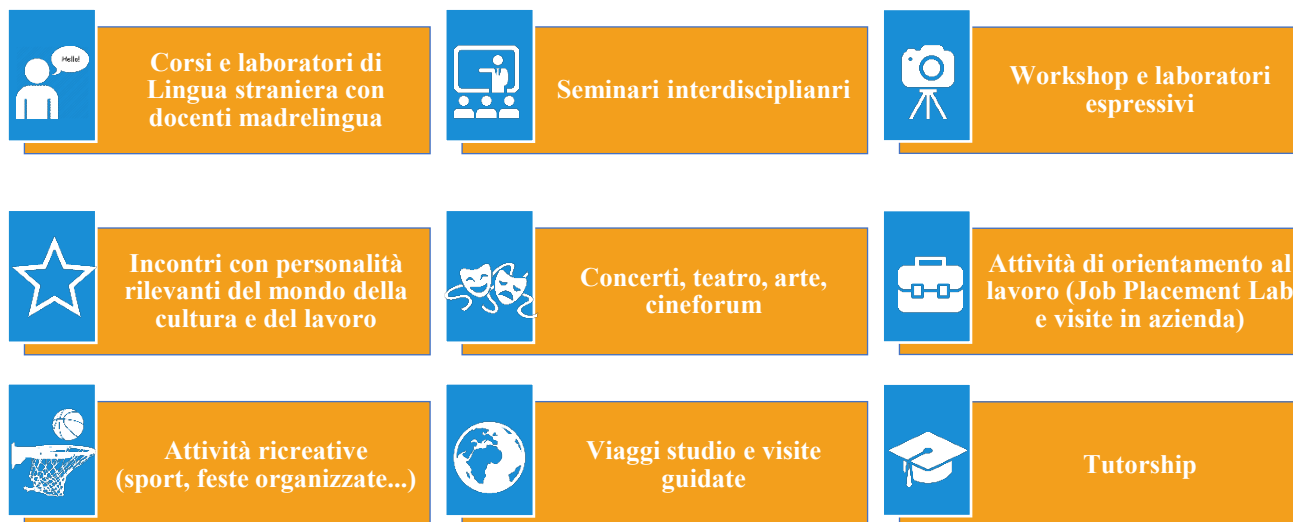 Hello!
Corsi e laboratori di
Lingua straniera con
docenti madrelingua
Seminari interdisciplianri
Workshop e laboratori
espressivi
Incontri con personalità
rilevanti del mondo della
cultura e del lavoro
Concerti, teatro, arte,
cineforum
Attività di orientamento al
lavoro (Job Placement Lab
e visite in azienda)
Attività ricreative
(sport, feste organizzate...)
Viaggi studio e visite
guidate
Tutorship